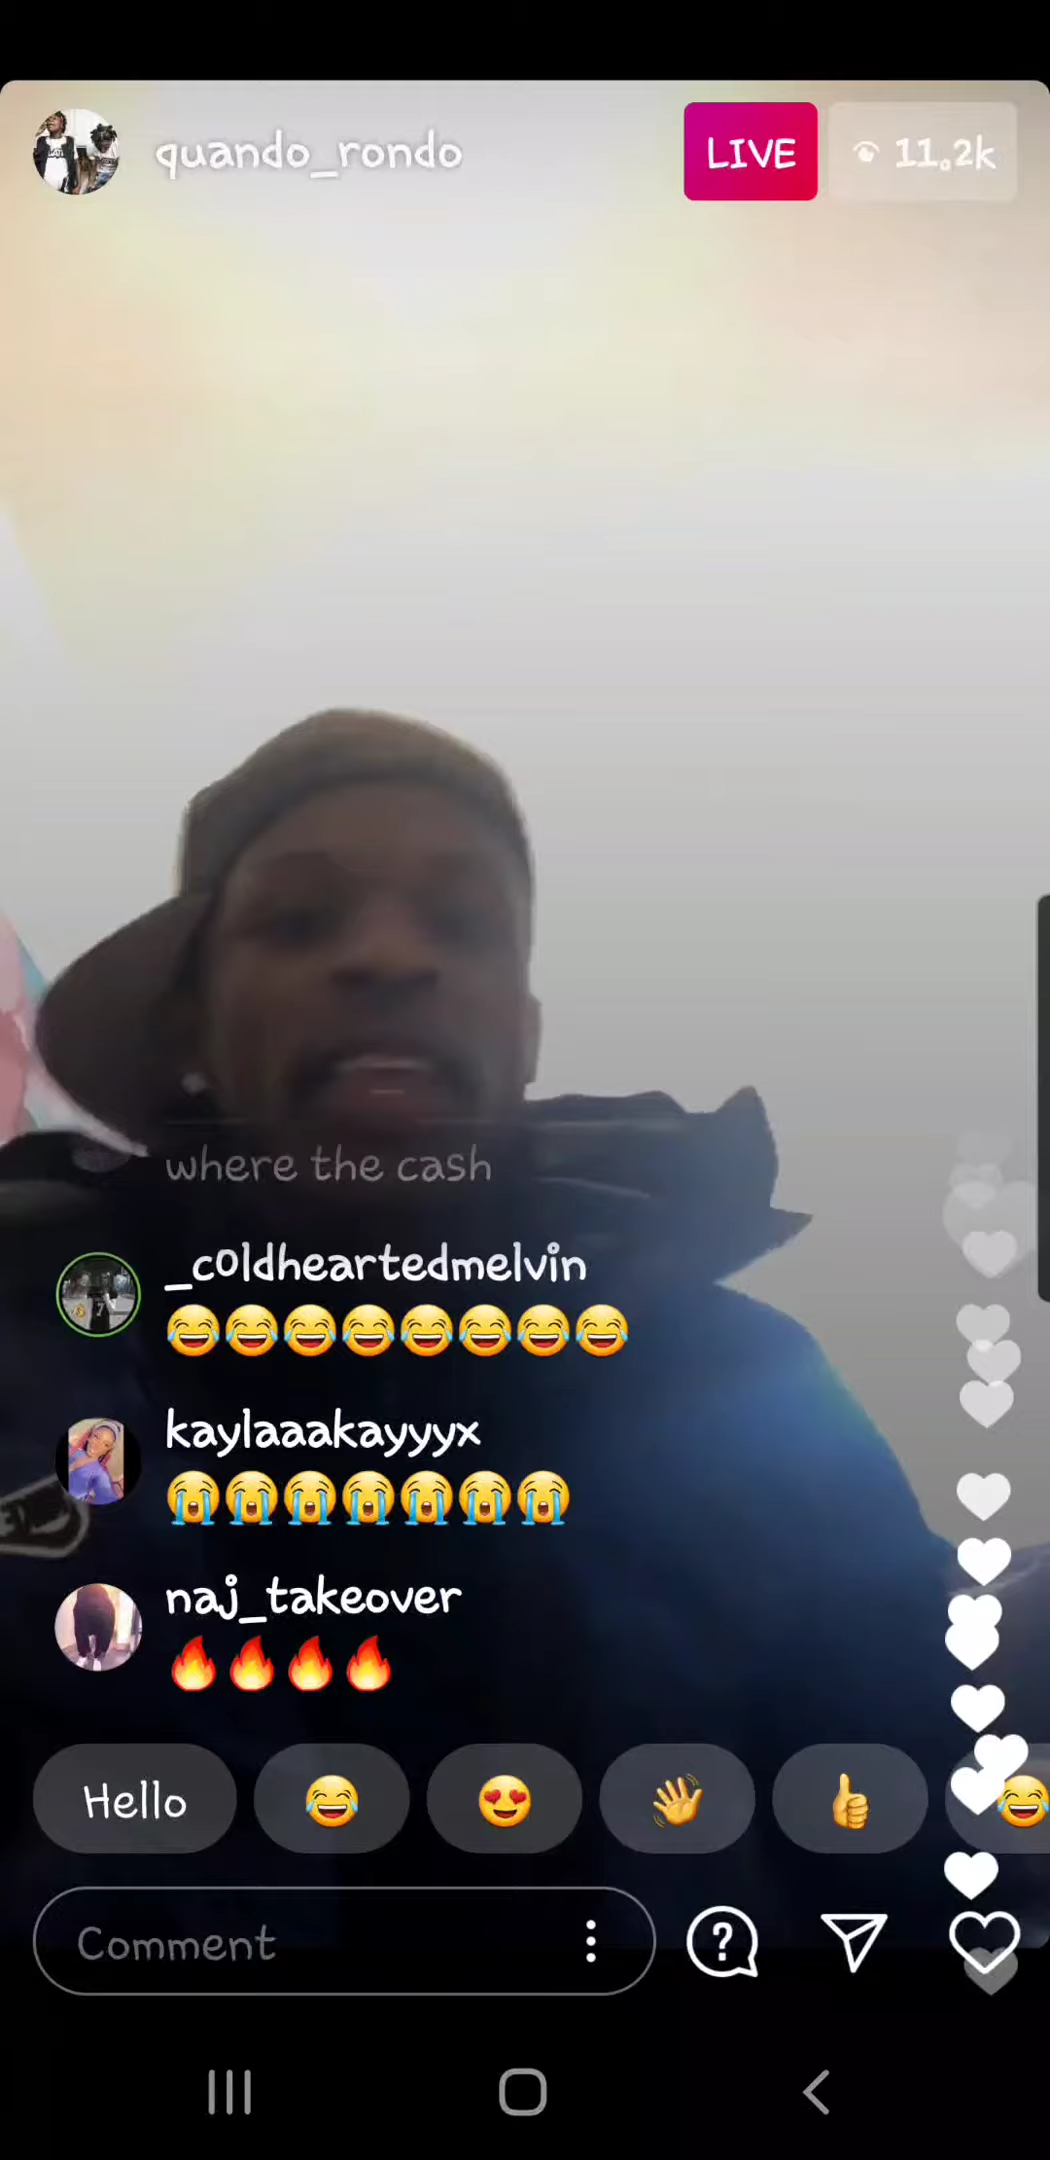 quando_rondo
LIVE
11.2k
where the cash
_c0ldheartedmelvin
😂😂😂😂😂😂😂😂
kaylaaakayyyx
😭😭😭😭😭😭😭
naj_takeover
🔥🔥🔥🔥
Hello 😂 😍 👋 👍 😂
Comment